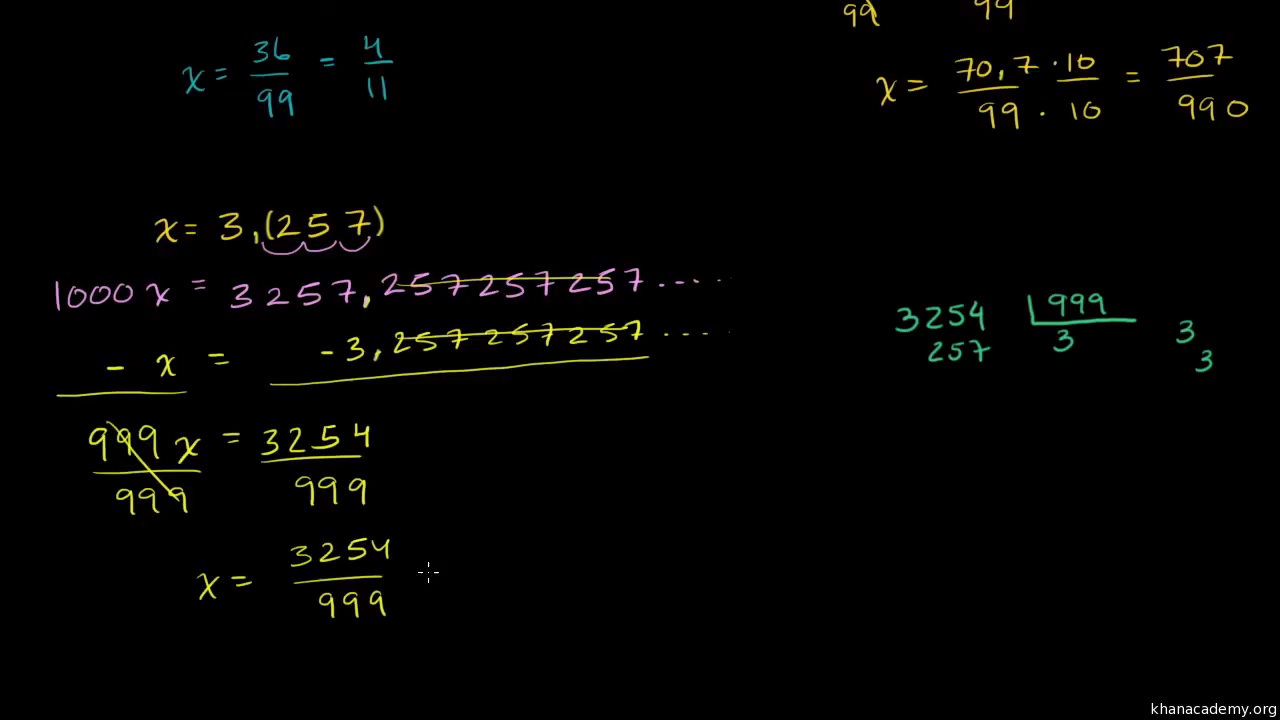 99 99
x = 36/99 = 4/11
x = 70,7 · 10 / 99 · 10 = 707/990
x = 3,(257)
1000x = 3257,257257257....
- x = -3,257257257...
999x/999 = 3254/999
x = 3254/999
3254 | 999
257 3
3
3
khanacademy.org